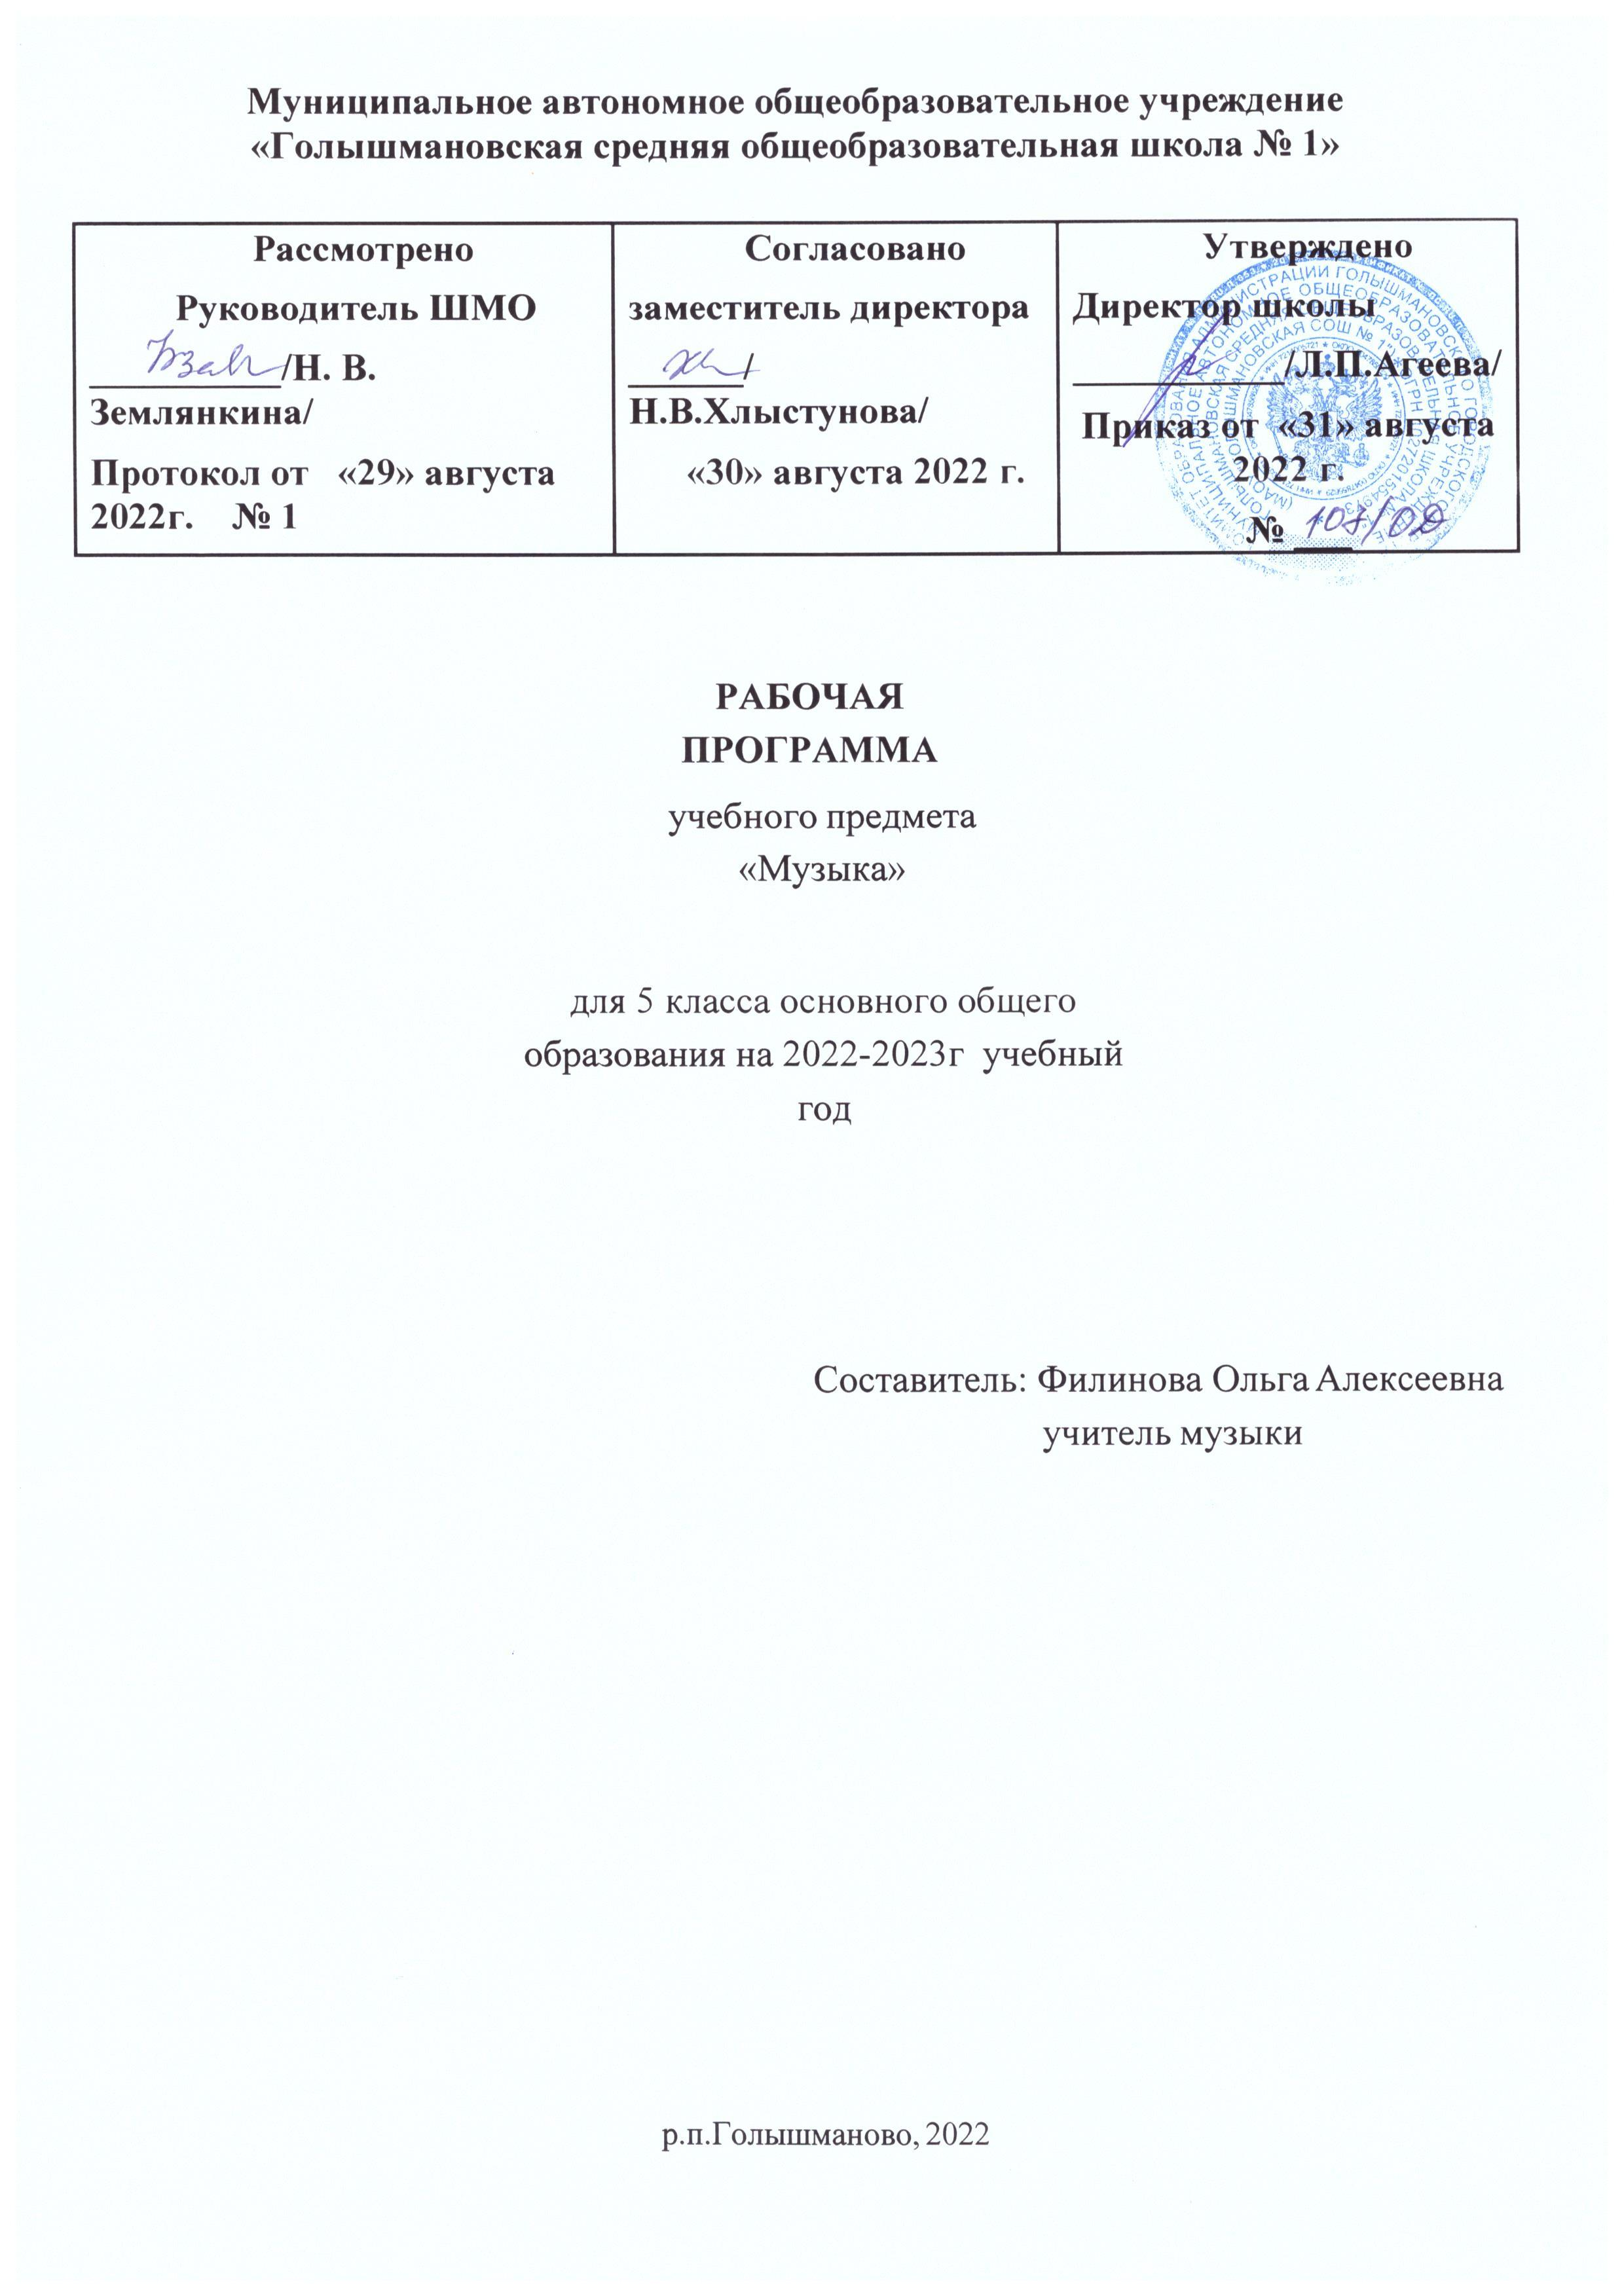 Муниципальное автономное общеобразовательное учреждение
«Голышмановская средняя общеобразовательная школа № 1»
Рассмотрено
Руководитель ШМО
/Н. В.
Землянкина/
Протокол от «29» августа
2022г. № 1
Согласовано
заместитель директора
/
Н.В.Хлыстунова/
«30» августа 2022 г.
Утверждено
Директор школы
/Л.П.Агеева/
Приказ от «31» августа
2022 г.
№ 107/ОД
РАБОЧАЯ
ПРОГРАММА
учебного предмета
«Музыка»
для 5 класса основного общего
образования на 2022-2023г учебный
год
Составитель: Филинова Ольга Алексеевна
учитель музыки
р.п.Голышманово, 2022